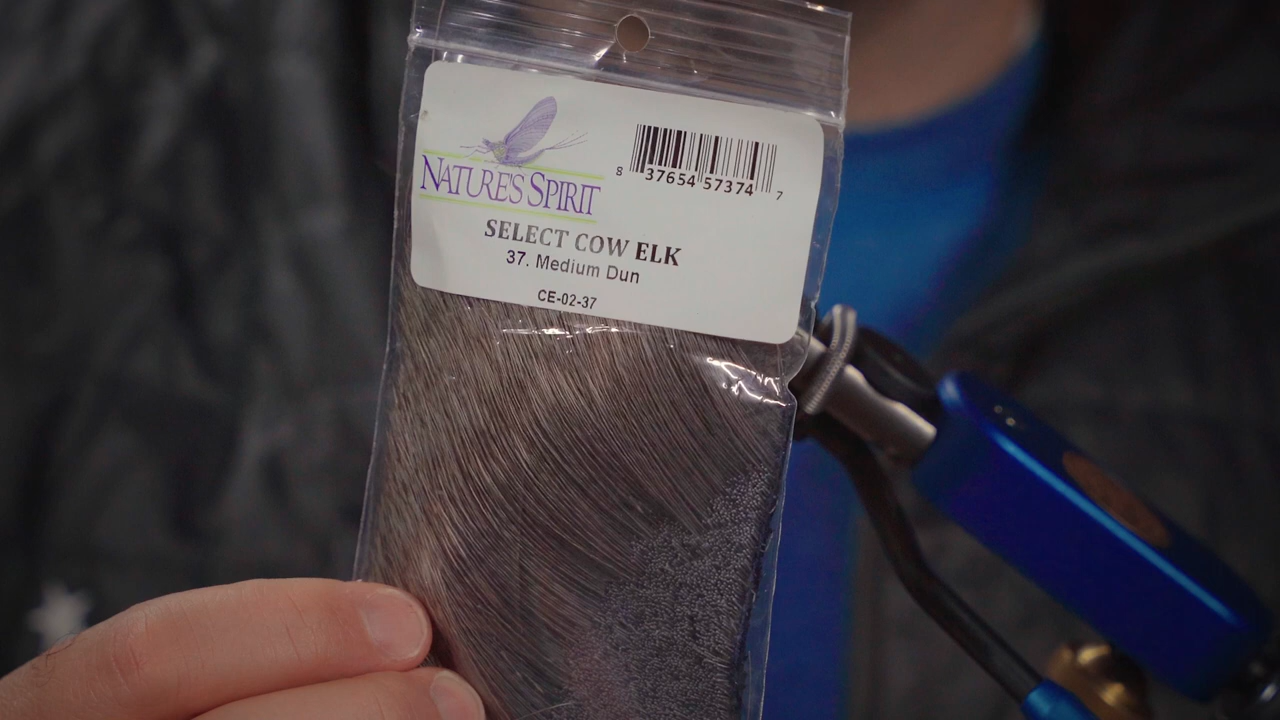 NATURE'S SPIRIT
8 37654 57374 7
SELECT COW ELK
37. Medium Dun
CE-02-37